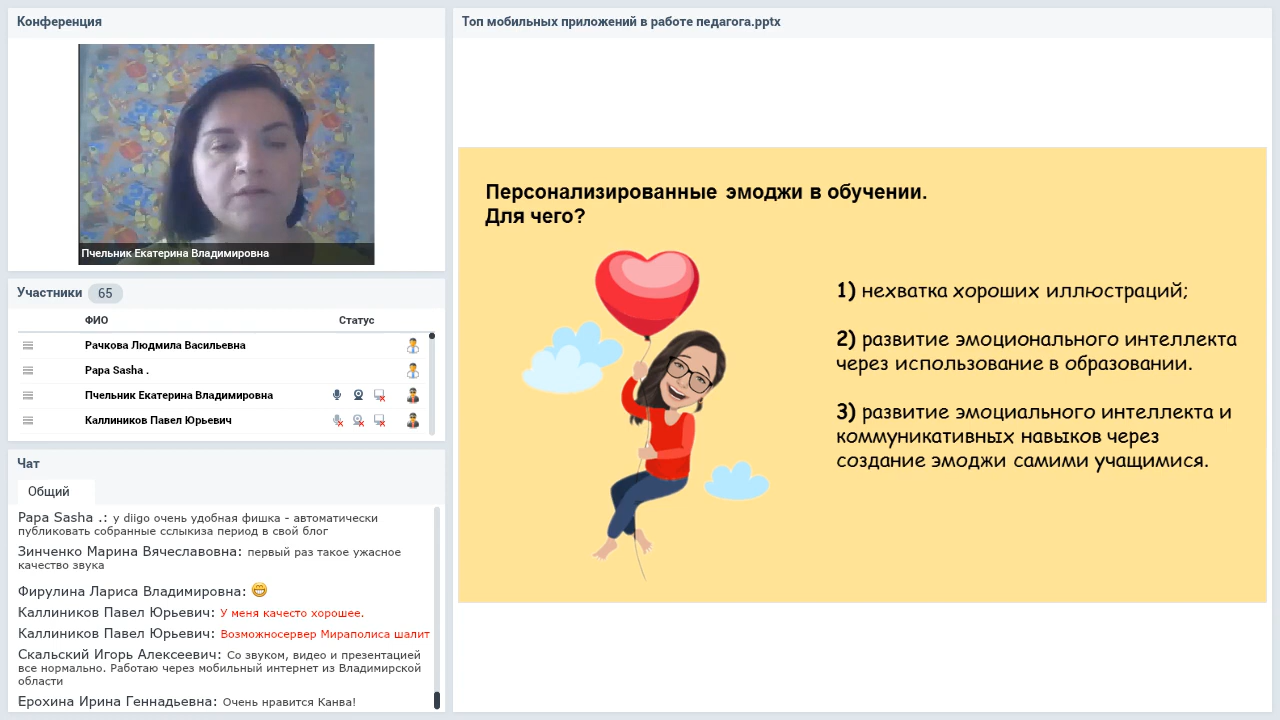 Конференция
Пчельник Екатерина Владимировна
Участники 65
ФИО Статус
Рачкова Людмила Васильевна
Papa Sasha .
Пчельник Екатерина Владимировна
Каллиников Павел Юрьевич
Чат
Общий
Papa Sasha .: у diigo очень удобная фишка - автоматически
публиковать собранные сслыкиза период в свой блог
Зинченко Марина Вячеславовна: первый раз такое ужасное
качество звука
Фирулина Лариса Владимировна:
Каллиников Павел Юрьевич: У меня качесто хорошее.
Каллиников Павел Юрьевич: Возможносервер Мираполиса шалит
Скальский Игорь Алексеевич: Со звуком, видео и презентацией
все нормально. Работаю через мобильный интернет из Владимирской
области
Ерохина Ирина Геннадьевна: Очень нравится Канва!
Топ мобильных приложений в работе педагога.pptx
Персонализированные эмоджи в обучении.
Для чего?
1) нехватка хороших иллюстраций;
2) развитие эмоционального интеллекта
через использование в образовании.
3) развитие эмоциального интеллекта и
коммуникативных навыков через
создание эмоджи самими учащимися.